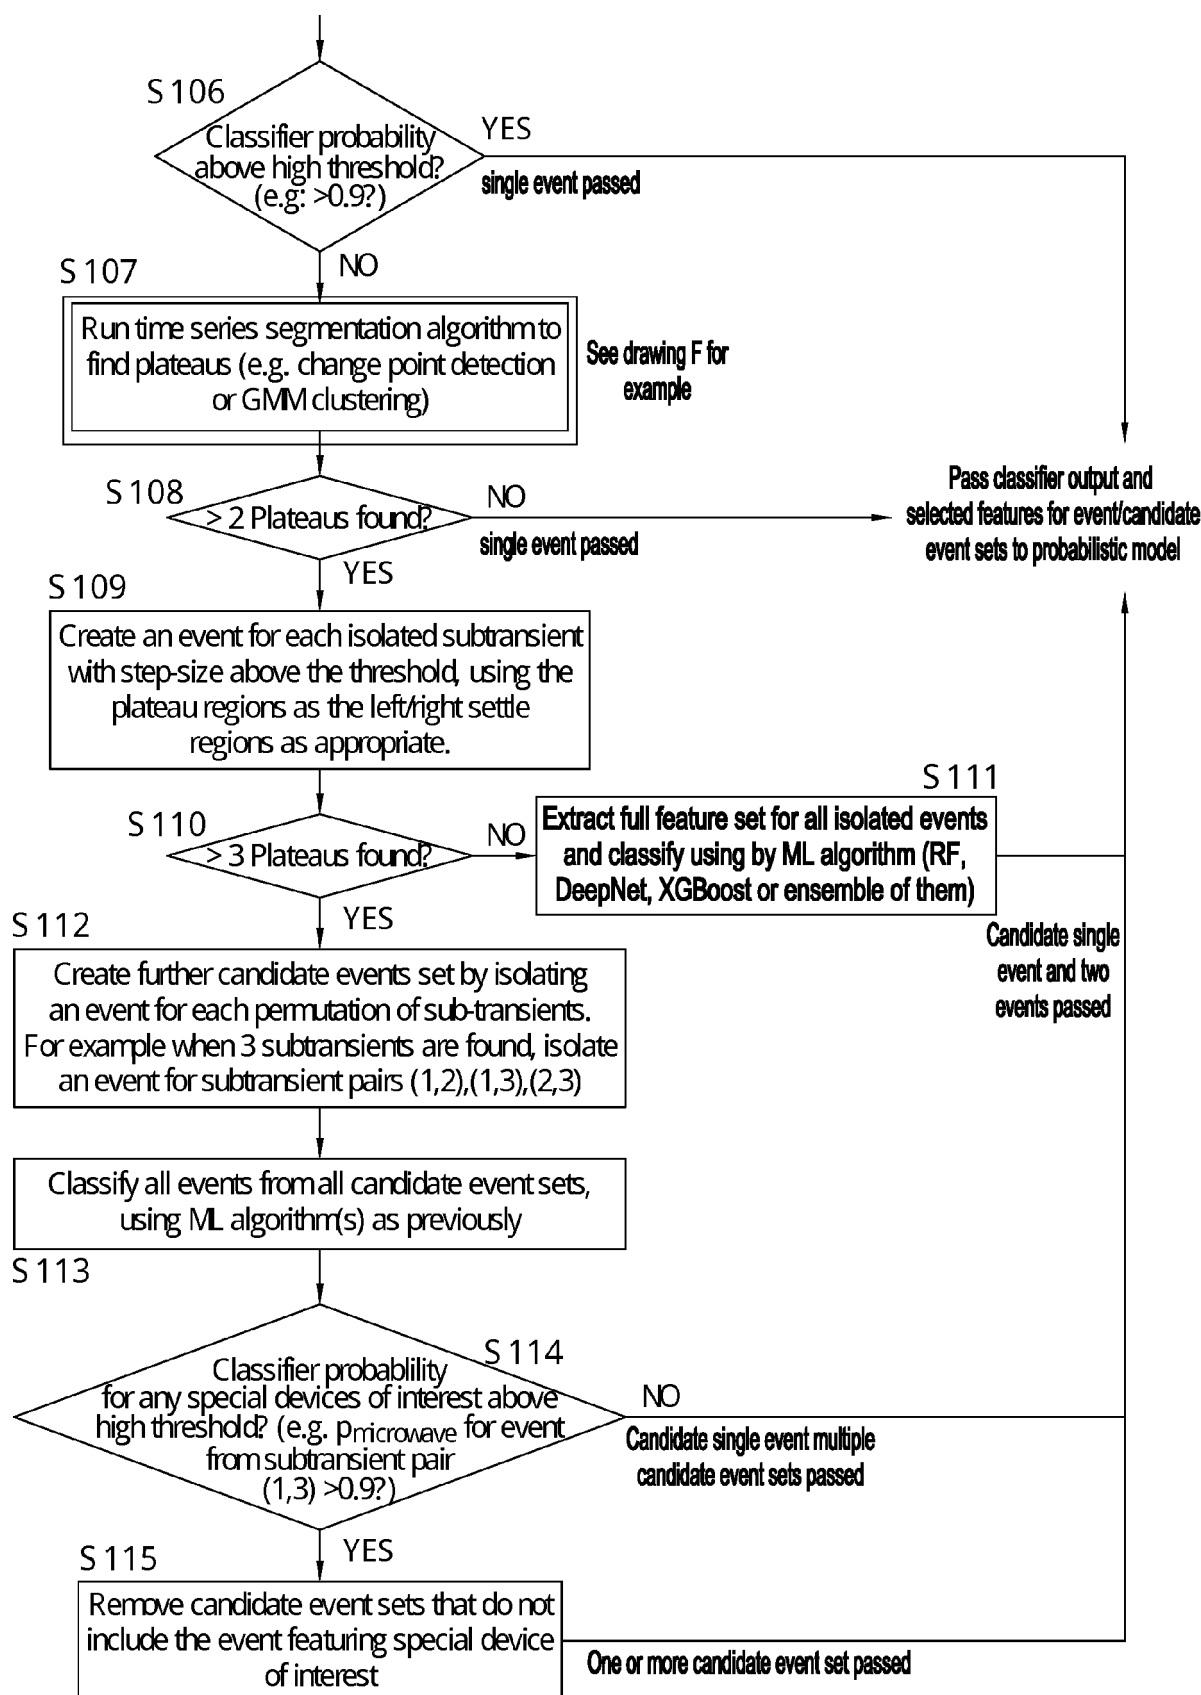 S 106
Classifier probability
above high threshold?
(e.g: >0.9?)
YES
single event passed
NO
S 107
Run time series segmentation algorithm to
find plateaus (e.g. change point detection
or GMM clustering)
See drawing F for
example
S 108
> 2 Plateaus found?
NO
single event passed
Pass classifier output and
selected features for event/candidate
event sets to probabilistic model
YES
S 109
Create an event for each isolated subtransient
with step-size above the threshold, using the
plateau regions as the left/right settle
regions as appropriate.
S 110
> 3 Plateaus found?
NO
S 111
Extract full feature set for all isolated events
and classify using by ML algorithm (RF,
DeepNet, XGBoost or ensemble of them)
Candidate single
event and two
events passed
YES
S 112
Create further candidate events set by isolating
an event for each permutation of sub-transients.
For example when 3 subtransients are found, isolate
an event for subtransient pairs (1,2),(1,3),(2,3)
Classify all events from all candidate event sets,
using ML algorithm(s) as previously
S 113
S 114
Classifier probablility
for any special devices of interest above
high threshold? (e.g. pmicrowave for event
from subtransient pair
(1,3) >0.9?)
NO
Candidate single event multiple
candidate event sets passed
YES
S 115
Remove candidate event sets that do not
include the event featuring special device
of interest
One or more candidate event set passed